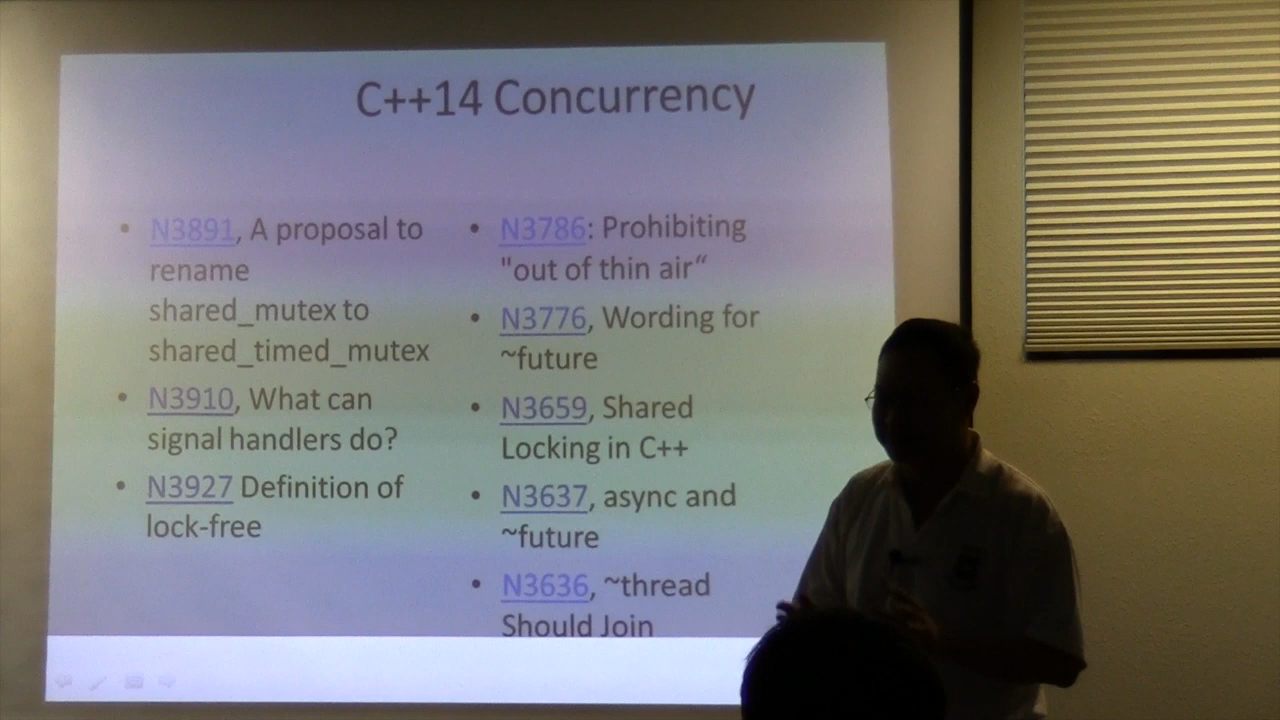 C++14 Concurrency
• N3891, A proposal to
rename
shared_mutex to
shared_timed_mutex
• N3910, What can
signal handlers do?
• N3927 Definition of
lock-free
• N3786: Prohibiting
"out of thin air“
• N3776, Wording for
~future
• N3659, Shared
Locking in C++
• N3637, async and
~future
• N3636, ~thread
Should Join